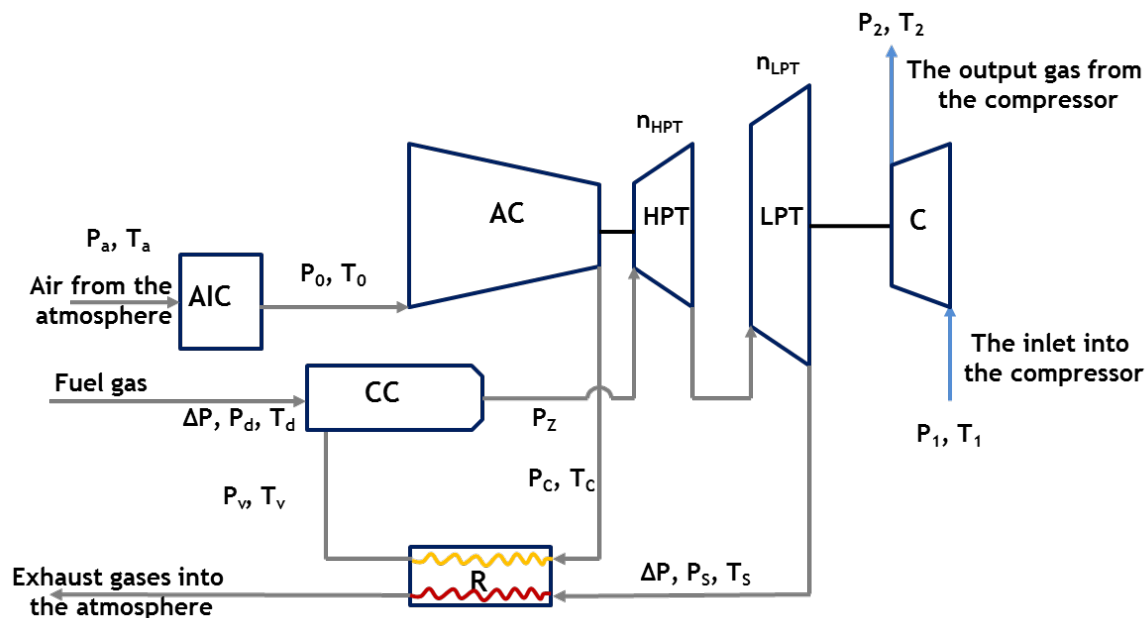 P₂, T₂
n_LPT
The output gas from
the compressor
n_HPT
AC
HPT
LPT
C
Pₐ, Tₐ
Air from the
atmosphere
AIC
P₀, T₀
The inlet into
the compressor
Fuel gas
CC
ΔP, P_d, T_d
P_Z
P₁, T₁
P_v, T_v
P_C, T_C
Exhaust gases into
the atmosphere
R
ΔP, P_S, T_S